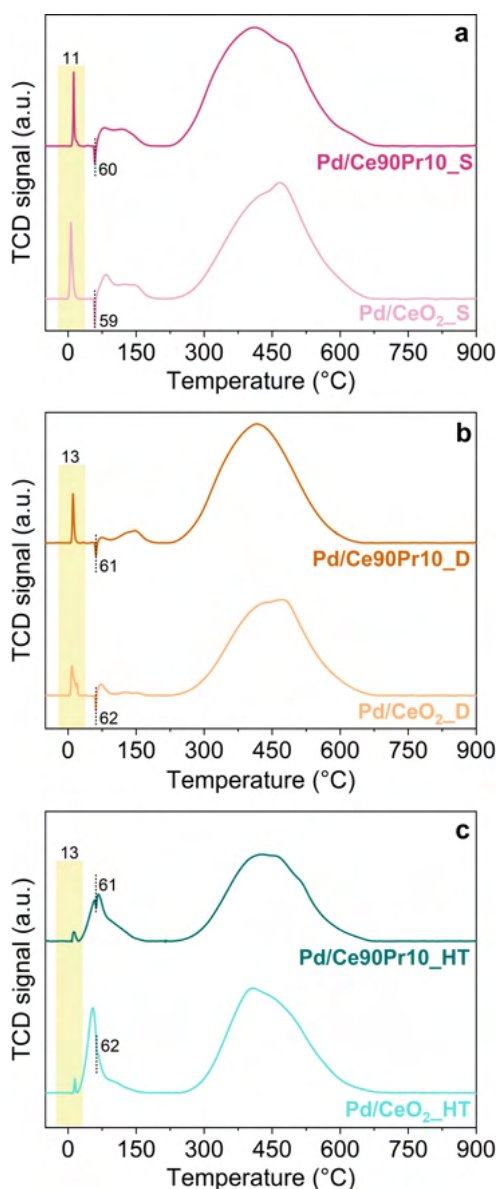 a
11
TCD signal (a.u.)
60
Pd/Ce90Pr10_S
59
Pd/CeO₂_S
0 150 300 450 600 750 900
Temperature (°C)
b
13
TCD signal (a.u.)
61
Pd/Ce90Pr10_D
62
Pd/CeO₂_D
0 150 300 450 600 750 900
Temperature (°C)
c
13
TCD signal (a.u.)
61
Pd/Ce90Pr10_HT
62
Pd/CeO₂_HT
0 150 300 450 600 750 900
Temperature (°C)